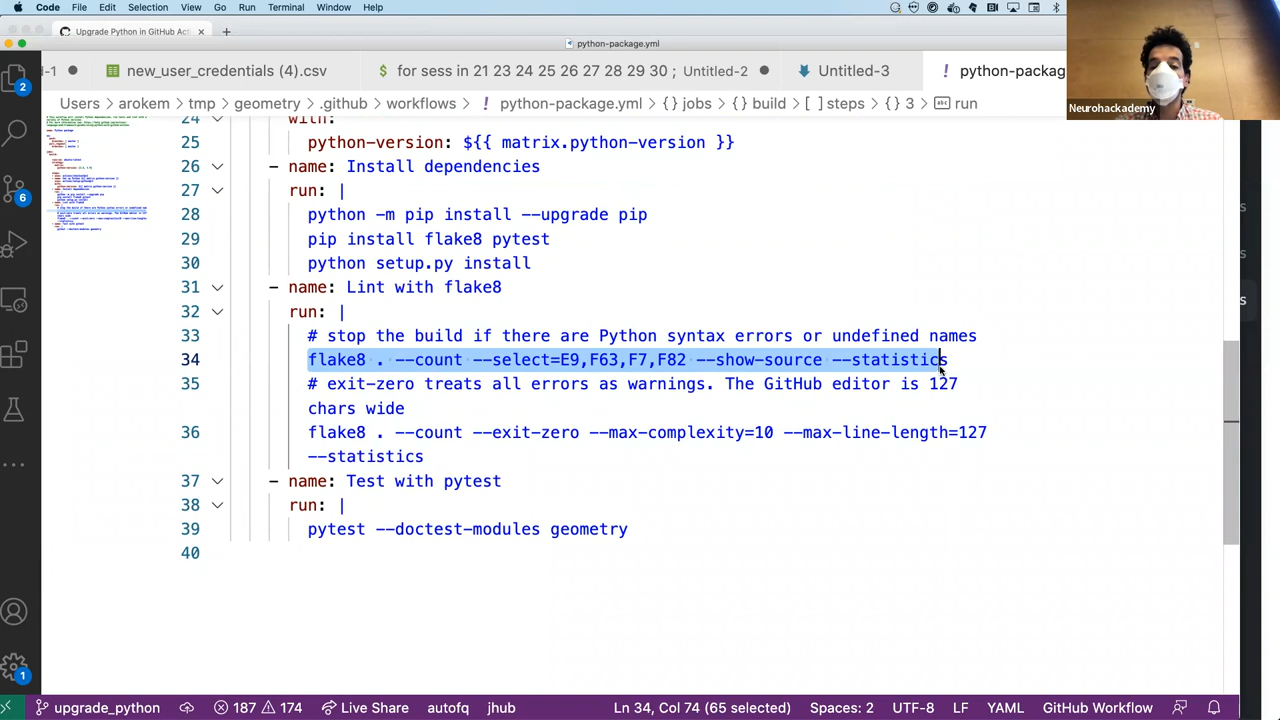 Code File Edit Selection View Go Run Terminal Window Help
Upgrade Python in GitHub Act × +
python-package.yml
-1 ● new_user_credentials (4).csv $ for sess in 2 23 24 25 26 27 28 29 30 ; Untitled-2 ● Untitled-3 ! python-packag
Neurohackademy
Users › arokem › tmp › geometry › .github › workflows › ! python-package.yml › { } jobs › { } build › [ ] steps › { } 3 › abc run
24 with:
25 python-version: ${{ matrix.python-version }}
26 - name: Install dependencies
27 run: |
28 python -m pip install --upgrade pip
29 pip install flake8 pytest
30 python setup.py install
31 - name: Lint with flake8
32 run: |
33 # stop the build if there are Python syntax errors or undefined names
34 flake8 . --count --select=E9,F63,F7,F82 --show-source --statistics
35 # exit-zero treats all errors as warnings. The GitHub editor is 127
chars wide
36 flake8 . --count --exit-zero --max-complexity=10 --max-line-length=127
--statistics
37 - name: Test with pytest
38 run: |
39 pytest --doctest-modules geometry
40
2
6
1
upgrade_python 187 174 Live Share autofq jhub Ln 34, Col 74 (65 selected) Spaces: 2 UTF-8 LF YAML GitHub Workflow